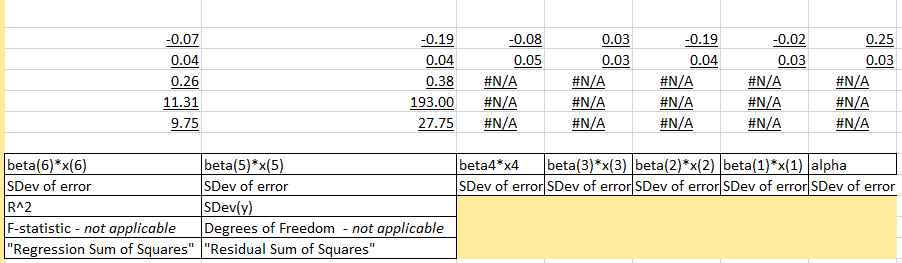 -0.07 -0.19 -0.08 0.03 -0.19 -0.02 0.25
0.04 0.04 0.05 0.03 0.04 0.03 0.03
0.26 0.38 #N/A #N/A #N/A #N/A #N/A
11.31 193.00 #N/A #N/A #N/A #N/A #N/A
9.75 27.75 #N/A #N/A #N/A #N/A #N/A
beta(6)*x(6) beta(5)*x(5) beta4*x4 beta(3)*x(3) beta(2)*x(2) beta(1)*x(1) alpha
SDev of error SDev of error SDev of error SDev of error SDev of error SDev of error SDev of error
R^2 SDev(y)
F-statistic - not applicable Degrees of Freedom - not applicable
"Regression Sum of Squares" "Residual Sum of Squares"